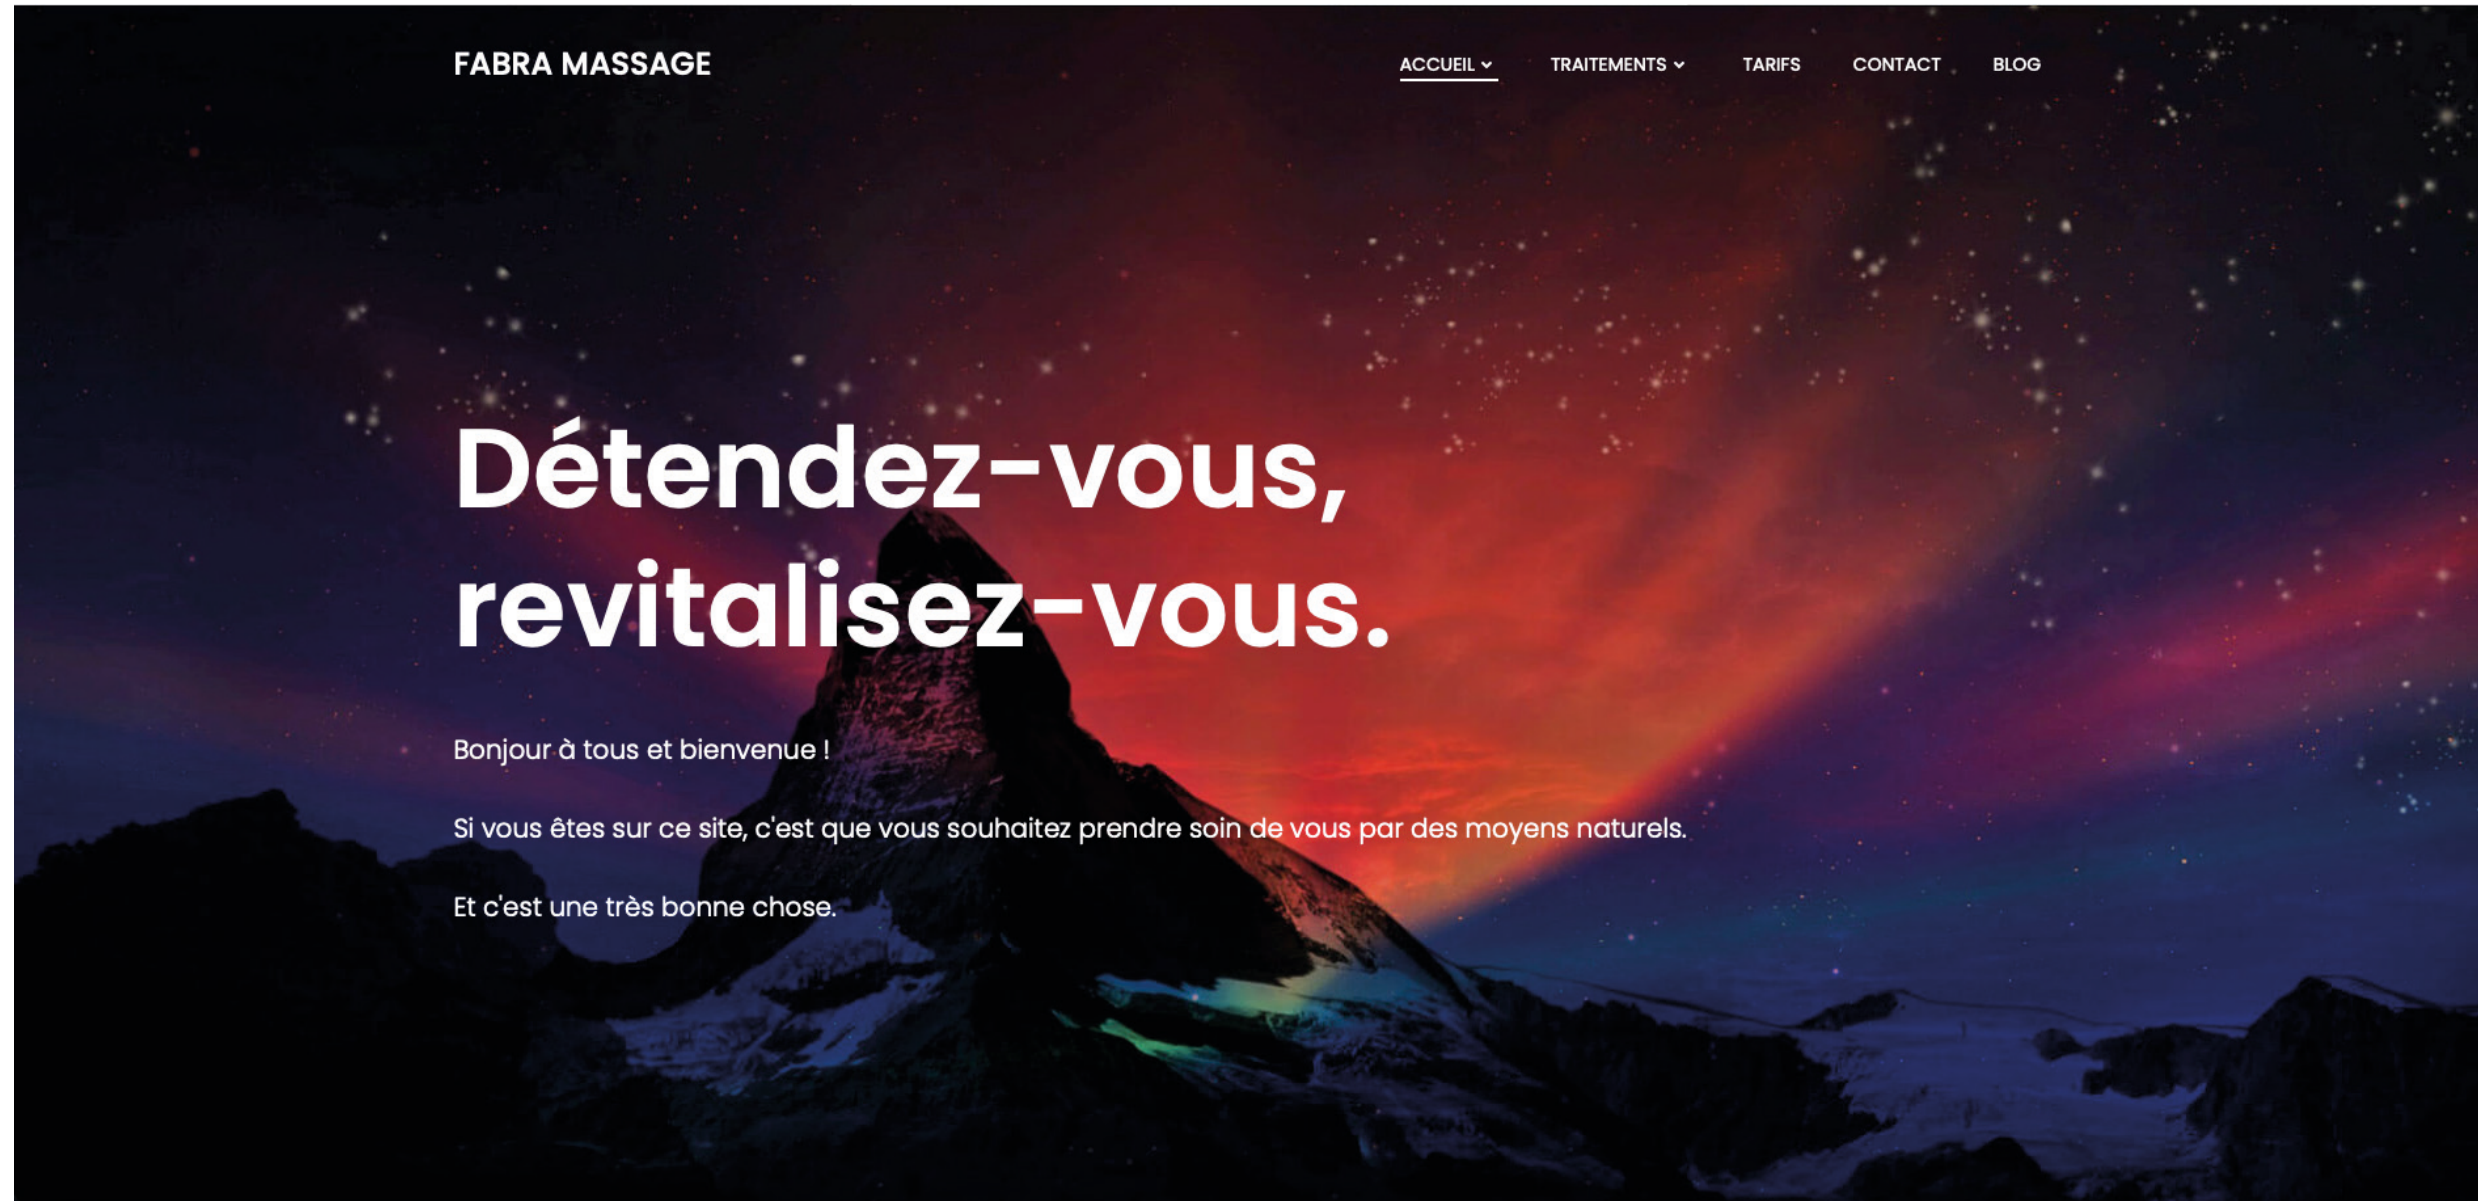 FABRA MASSAGE
ACCUEIL
TRAITEMENTS
TARIFS
CONTACT
BLOG
Détendez-vous,
revitalisez-vous.
Bonjour à tous et bienvenue !
Si vous êtes sur ce site, c'est que vous souhaitez prendre soin de vous par des moyens naturels.
Et c'est une très bonne chose.